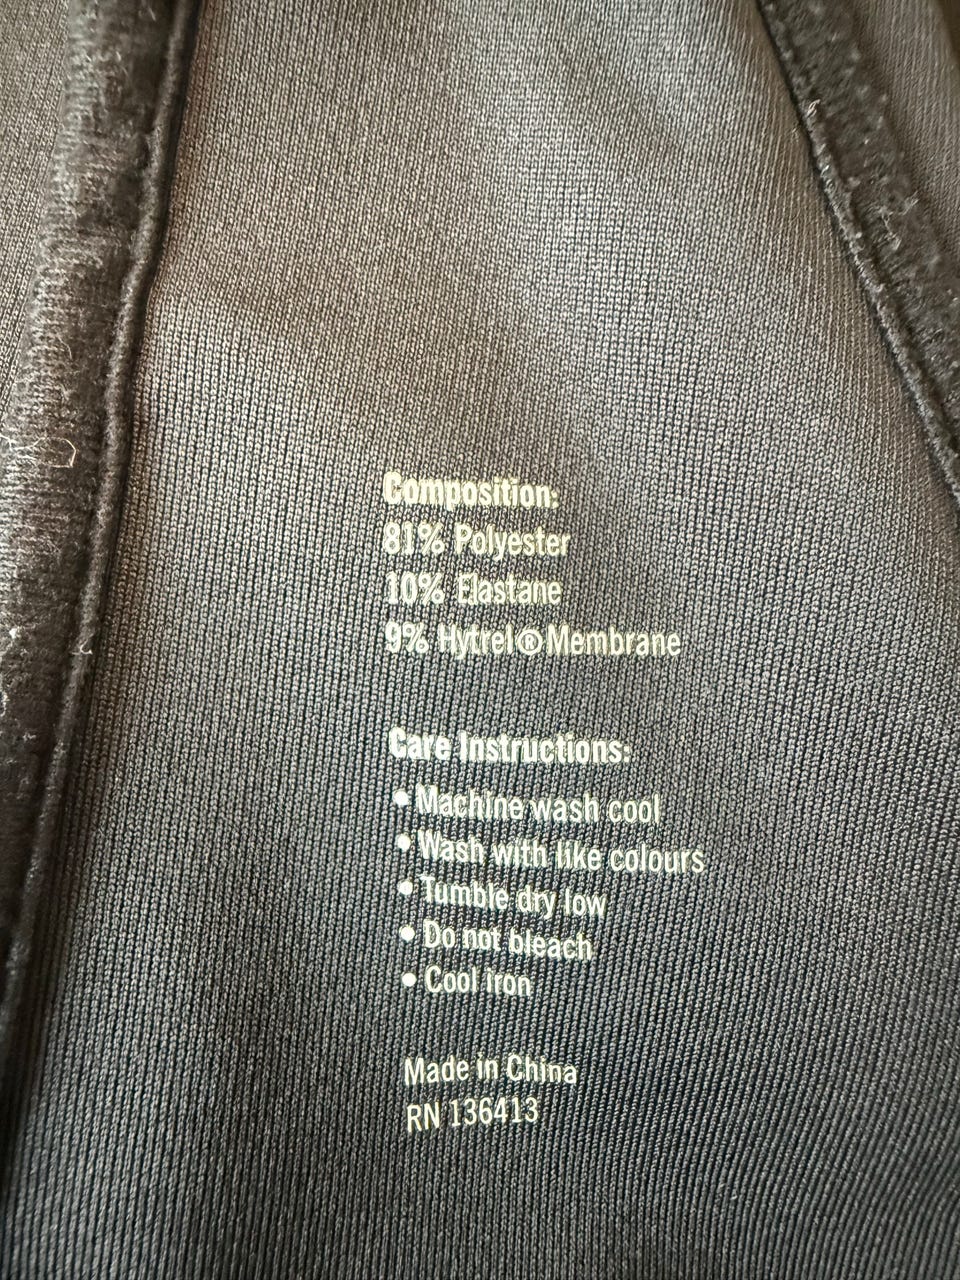 Composition:
81% Polyester
10% Elastane
9% Hytrel® Membrane
Care Instructions:
• Machine wash cool
• Wash with like colours
• Tumble dry low
• Do not bleach
• Cool iron
Made in China
RN 136413